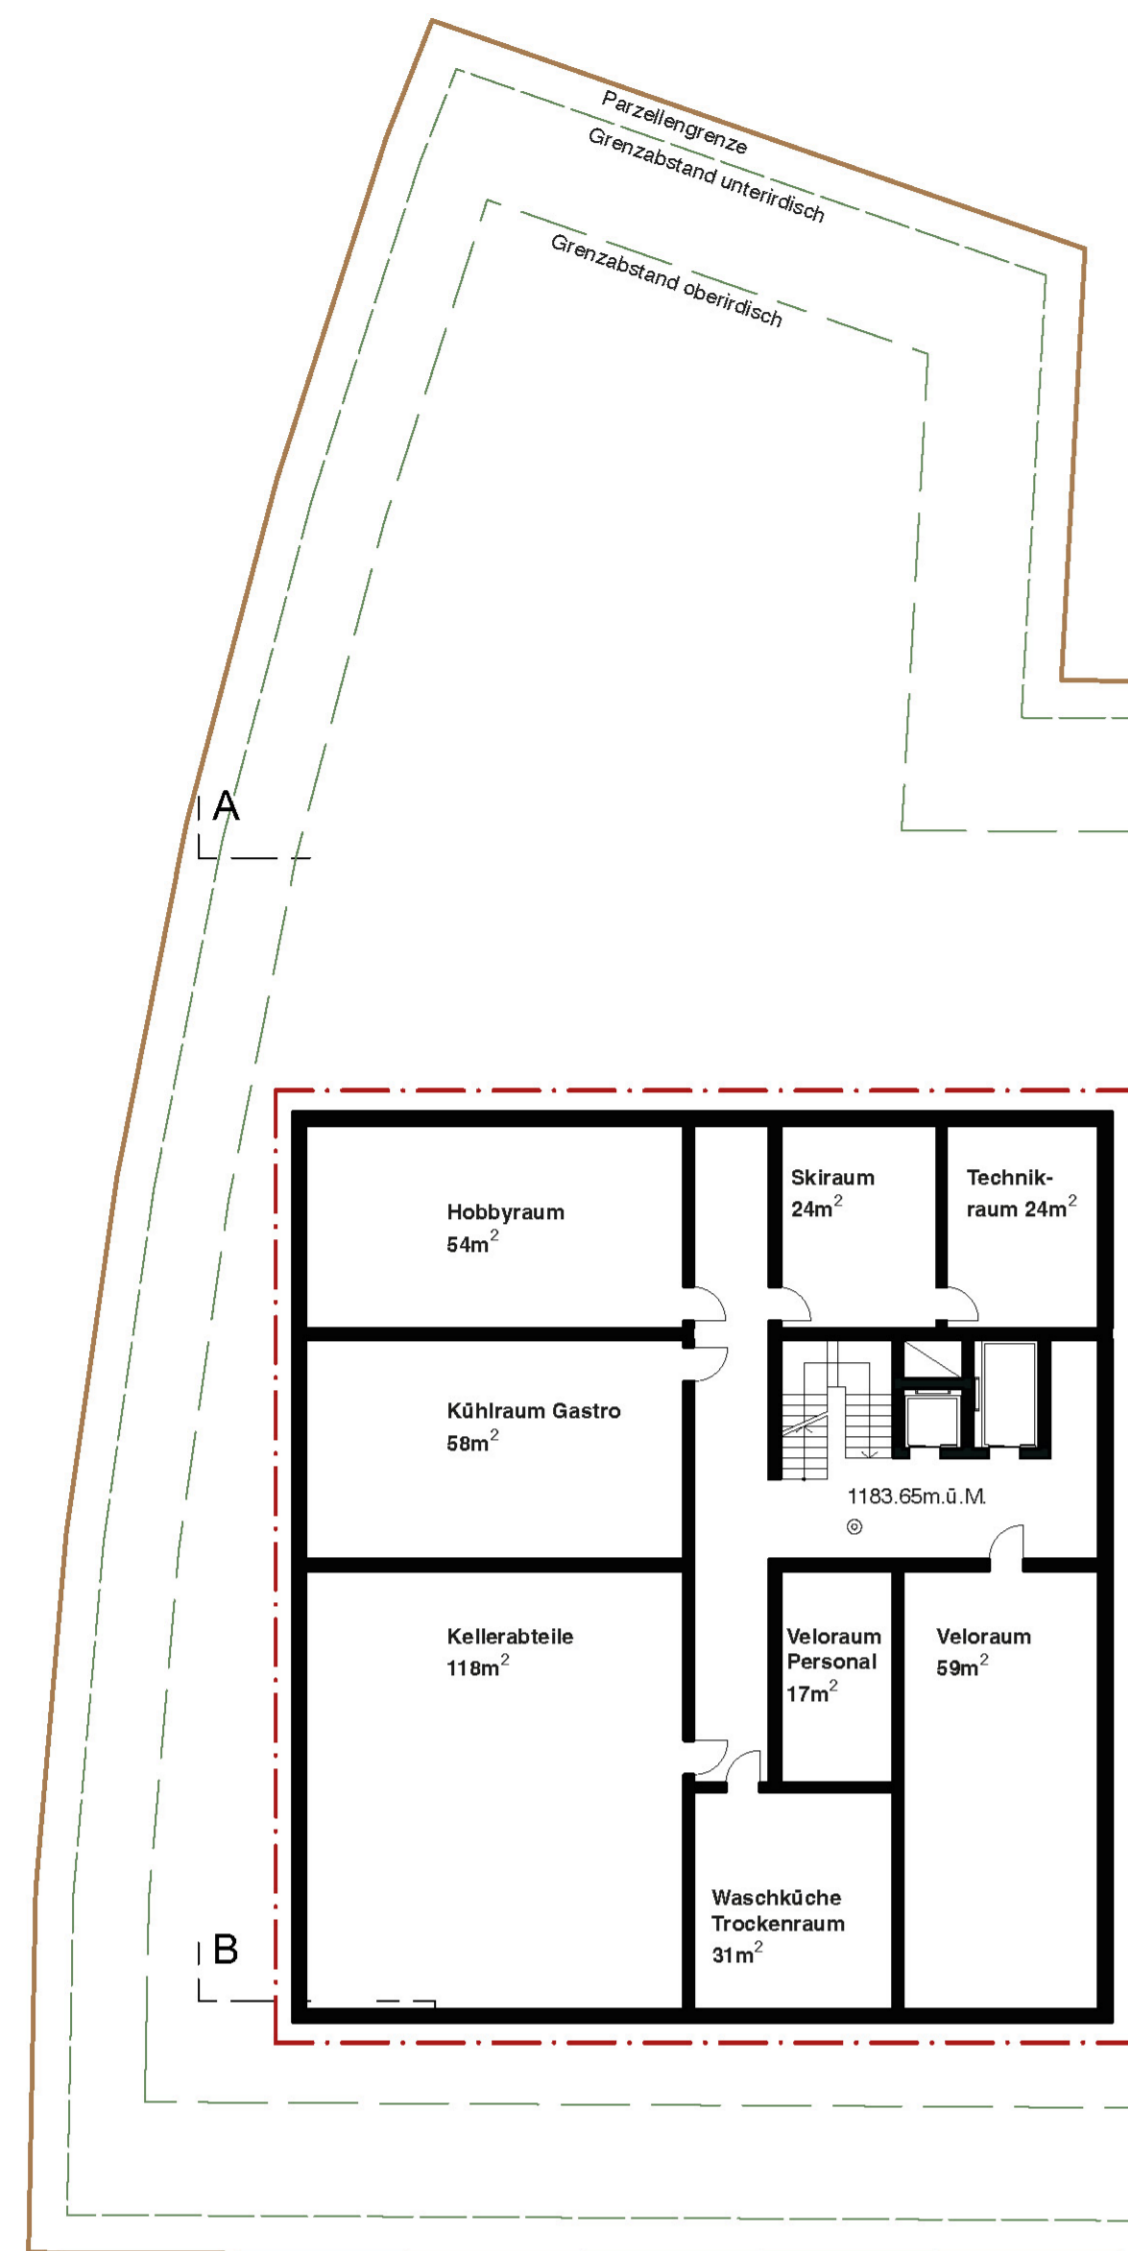 Parzellengrenze
Grenzabstand unterirdisch
Grenzabstand oberirdisch
A
Skiraum
24m²
Technik-
raum 24m²
Hobbyraum
54m²
Kühlraum Gastro
58m²
1183.65m.ü.M.
Kellerabteile
118m²
Veloraum
Personal
17m²
Veloraum
59m²
Waschküche
Trockenraum
31m²
B